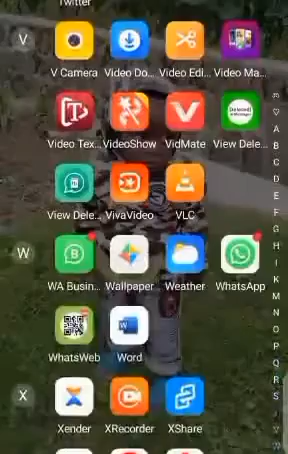 Twitter
V
V Camera Video Do... Video Edi... Video Ma...
Video Tex... VideoShow VidMate View Dele...
View Dele... VivaVideo VLC
W
WA Busin... Wallpaper Weather WhatsApp
WhatsWeb Word
X
Xender XRecorder XShare
A
B
C
D
E
F
G
H
I
K
M
N
O
P
Q
R
S